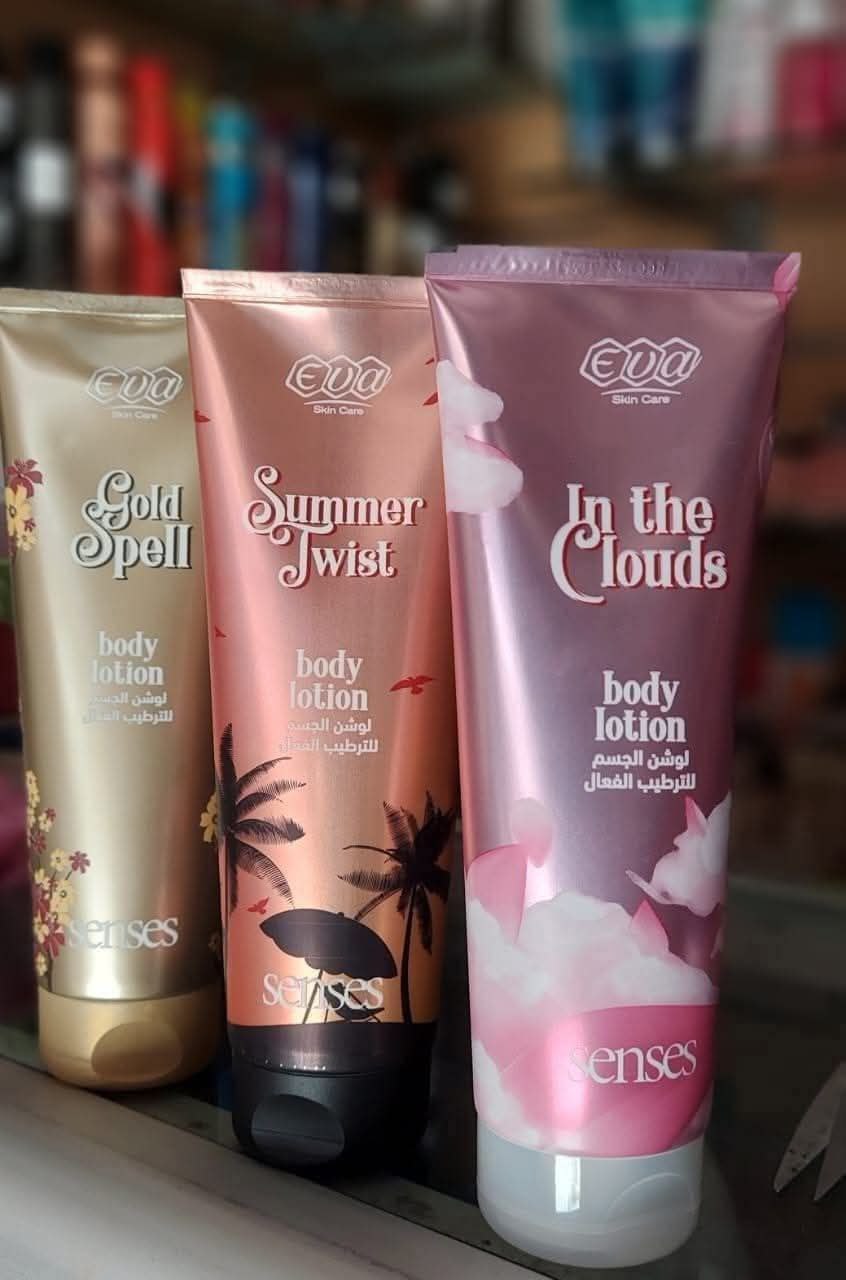 Eva
Skin Care
Gold
Spell
body
lotion
لوشن الجسم
للترطيب الفعال
senses
Eva
Skin Care
Summer
Twist
body
lotion
لوشن الجسم
للترطيب الفعال
senses
Eva
Skin Care
In the
Clouds
body
lotion
لوشن الجسم
للترطيب الفعال
senses